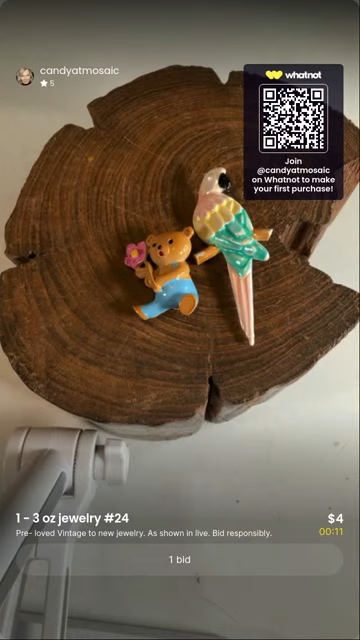 candyatmosaic
★ 5
whatnot
Join
@candyatmosaic
on Whatnot to make
your first purchase!
1 - 3 oz jewelry #24
$4
Pre- loved Vintage to new jewelry. As shown in live. Bid responsibly.
00:11
1 bid